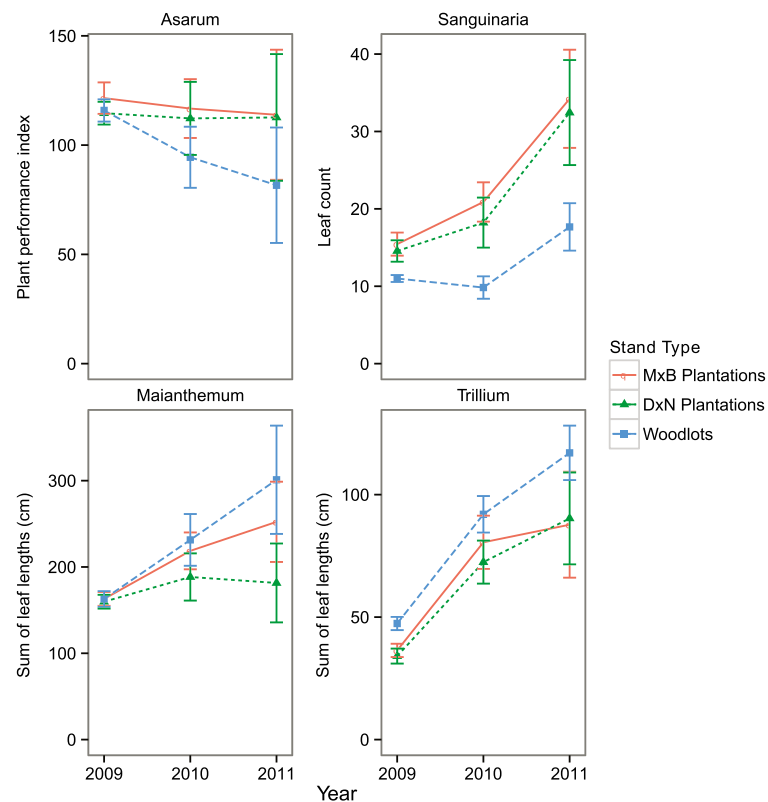 Asarum
Plant performance index
150
100
50
0
Sanguinaria
Leaf count
40
30
20
10
0
Maianthemum
Sum of leaf lengths (cm)
300
200
100
0
2009 2010 2011
Trillium
Sum of leaf lengths (cm)
100
50
0
2009 2010 2011
Year
Stand Type
MxB Plantations
DxN Plantations
Woodlots